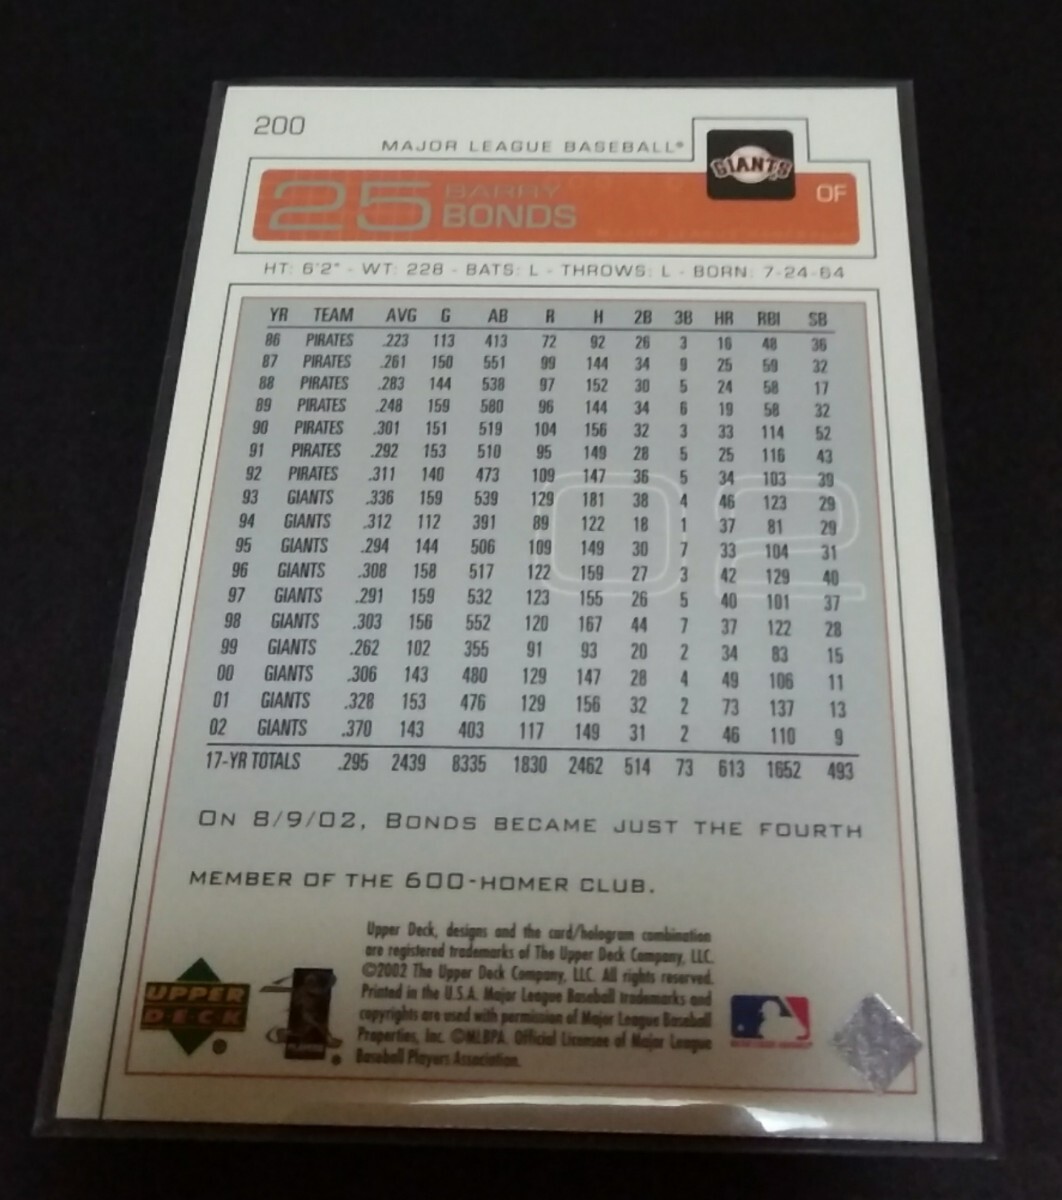 200
MAJOR LEAGUE BASEBALL®
GIANTS
25 BARRY BONDS OF
HT: 6'2" - WT: 228 - BATS: L - THROWS: L - BORN: 7-24-64
YR TEAM AVG G AB R H 2B 3B HR RBI SB
86 PIRATES .223 113 413 72 92 26 3 16 48 36
87 PIRATES .261 150 551 99 144 34 9 25 59 32
88 PIRATES .283 144 538 97 152 30 5 24 58 17
89 PIRATES .248 159 580 96 144 34 6 19 58 32
90 PIRATES .301 151 519 104 156 32 3 33 114 52
91 PIRATES .292 153 510 95 149 28 5 25 116 43
92 PIRATES .311 140 473 109 147 36 5 34 103 39
93 GIANTS .336 159 539 129 181 38 4 46 123 29
94 GIANTS .312 112 391 89 122 18 1 37 81 29
95 GIANTS .294 144 506 109 149 30 7 33 104 31
96 GIANTS .308 158 517 122 159 27 3 42 129 40
97 GIANTS .291 159 532 123 155 26 5 40 101 37
98 GIANTS .303 156 552 120 167 44 7 37 122 28
99 GIANTS .262 102 355 91 93 20 2 34 83 15
00 GIANTS .306 143 480 129 147 28 4 49 106 11
01 GIANTS .328 153 476 129 156 32 2 73 137 13
02 GIANTS .370 143 403 117 149 31 2 46 110 9
17-YR TOTALS .295 2439 8335 1830 2462 514 73 613 1652 493
02
ON 8/9/02, BONDS BECAME JUST THE FOURTH
MEMBER OF THE 600-HOMER CLUB.
Upper Deck, designs and the card/hologram combination
are registered trademarks of The Upper Deck Company, LLC.
©2002 The Upper Deck Company, LLC. All rights reserved.
Printed in the U.S.A. Major League Baseball trademarks and
copyrights are used with permission of Major League Baseball
Properties, Inc. ©MLBPA. Official Licensee of Major League
Baseball Players Association.
UPPER
DECK